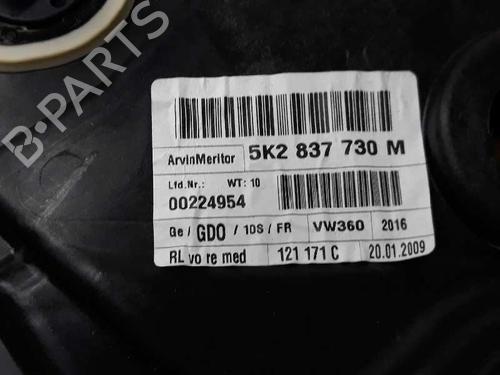 B-PARTS
ArvinMeritor 5K2 837 730 M
Lfd.Nr.: WT: 10
00224954
Ge / GDO / 10S / FR VW360 2016
RL vo re med 121 171 C 20.01.2009